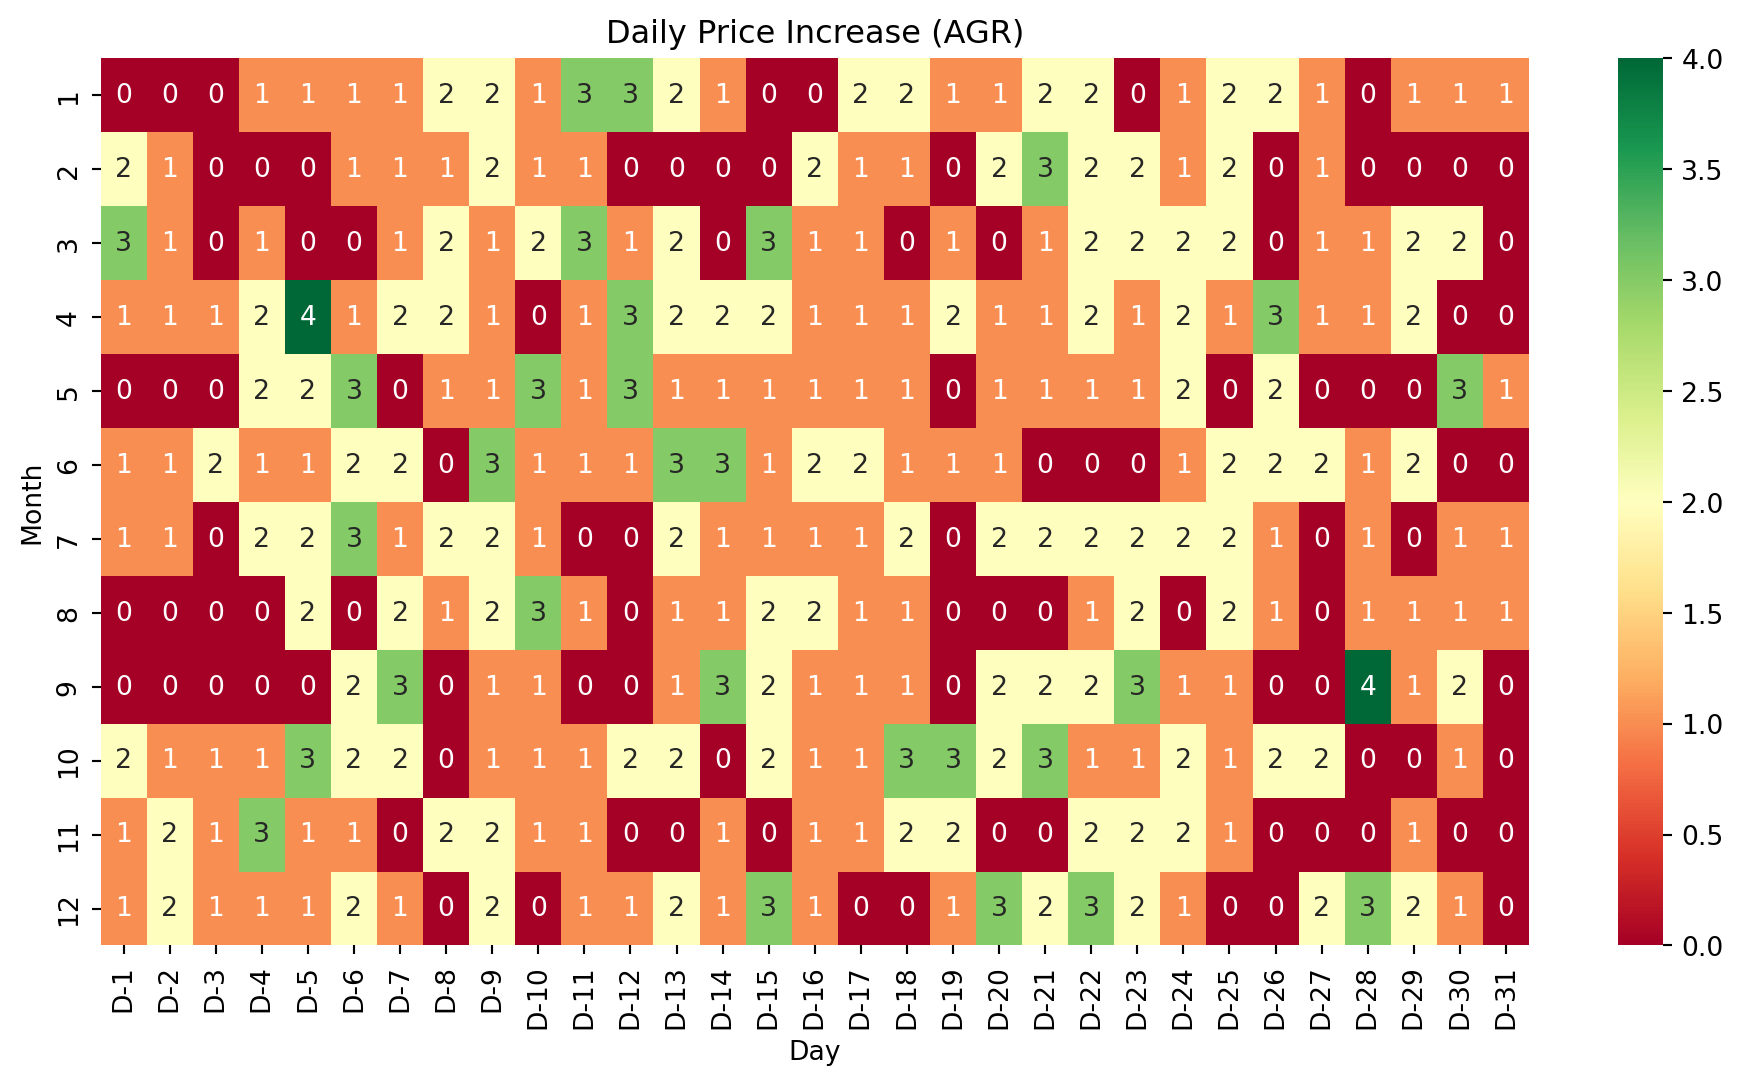 Daily Price Increase (AGR)
1 0 0 0 1 1 1 1 2 2 1 3 3 2 1 0 0 2 2 1 1 2 2 0 1 2 2 1 0 1 1 1
2 2 1 0 0 0 1 1 1 2 1 1 0 0 0 0 2 1 1 0 2 3 2 2 1 2 0 1 0 0 0 0
3 3 1 0 1 0 0 1 2 1 2 3 1 2 0 3 1 1 0 1 0 1 2 2 2 2 0 1 1 2 2 0
4 1 1 1 2 4 1 2 2 1 0 1 3 2 2 2 1 1 1 2 1 1 2 1 2 1 3 1 1 2 0 0
5 0 0 0 2 2 3 0 1 1 3 1 3 1 1 1 1 1 1 0 1 1 1 1 2 0 2 0 0 0 3 1
6 1 1 2 1 1 2 2 0 3 1 1 1 3 3 1 2 2 1 1 1 0 0 0 1 2 2 2 1 2 0 0
7 1 1 0 2 2 3 1 2 2 1 0 0 2 1 1 1 1 2 0 2 2 2 2 2 2 1 0 1 0 1 1
8 0 0 0 0 2 0 2 1 2 3 1 0 1 1 2 2 1 1 0 0 0 1 2 0 2 1 0 1 1 1 1
9 0 0 0 0 0 2 3 0 1 1 0 0 1 3 2 1 1 1 0 2 2 2 3 1 1 0 0 4 1 2 0
10 2 1 1 1 3 2 2 0 1 1 1 2 2 0 2 1 1 3 3 2 3 1 1 2 1 2 2 0 0 1 0
11 1 2 1 3 1 1 0 2 2 1 1 0 0 1 0 1 1 2 2 0 0 2 2 2 1 0 0 0 1 0 0
12 1 2 1 1 1 2 1 0 2 0 1 1 2 1 3 1 0 0 1 3 2 3 2 1 0 0 2 3 2 1 0
Month
D-1 D-2 D-3 D-4 D-5 D-6 D-7 D-8 D-9 D-10 D-11 D-12 D-13 D-14 D-15 D-16 D-17 D-18 D-19 D-20 D-21 D-22 D-23 D-24 D-25 D-26 D-27 D-28 D-29 D-30 D-31
Day
4.0
3.5
3.0
2.5
2.0
1.5
1.0
0.5
0.0